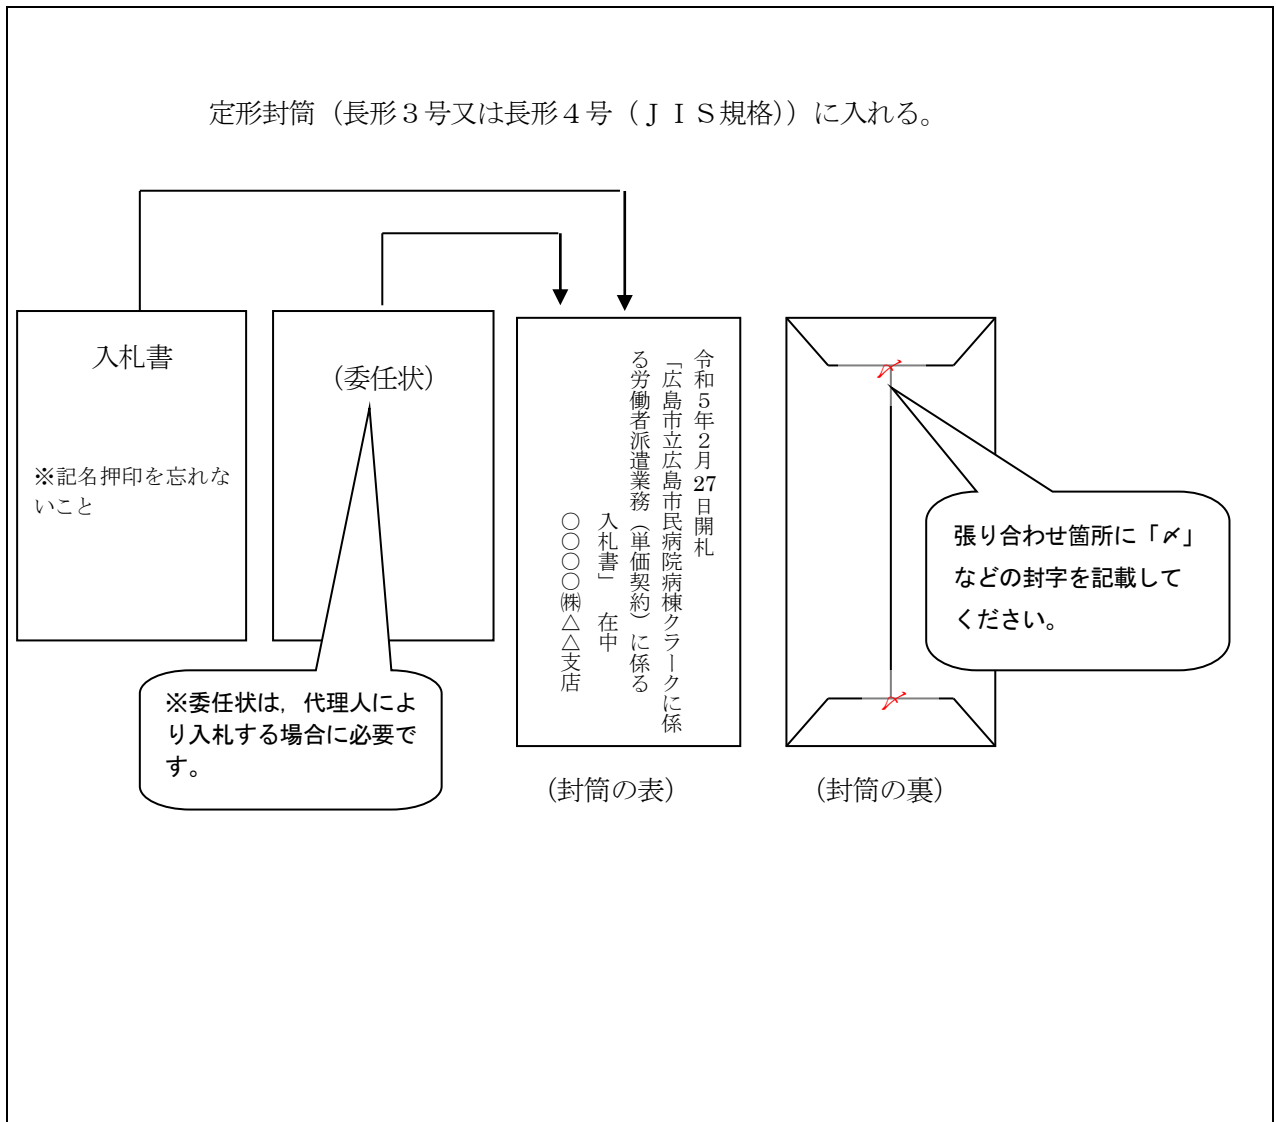 定形封筒（長形３号又は長形４号（ＪＩＳ規格））に入れる。
入札書
※記名押印を忘れな
いこと
（委任状）
※委任状は，代理人によ
り入札する場合に必要で
す。
令和５年２月27日開札
「広島市立広島市民病院病棟クラークに係
る労働者派遣業務（単価契約）に係る
入札書」　在中
○○○○㈱△△支店
（封筒の表）
〆
張り合わせ箇所に「〆」
などの封字を記載して
ください。
〆
（封筒の裏）